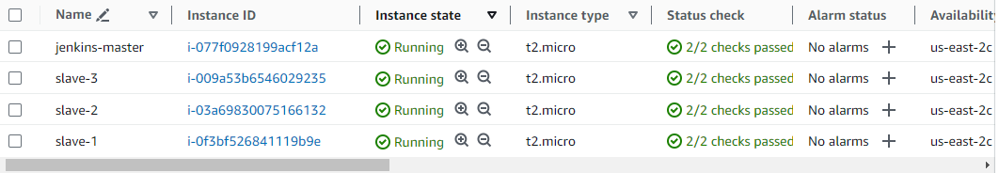 Name Instance ID Instance state Instance type Status check Alarm status Availability
jenkins-master i-077f0928199acf12a Running t2.micro 2/2 checks passed No alarms + us-east-2c
slave-3 i-009a53b6546029235 Running t2.micro 2/2 checks passed No alarms + us-east-2c
slave-2 i-03a69830075166132 Running t2.micro 2/2 checks passed No alarms + us-east-2c
slave-1 i-0f3bf526841119b9e Running t2.micro 2/2 checks passed No alarms + us-east-2c